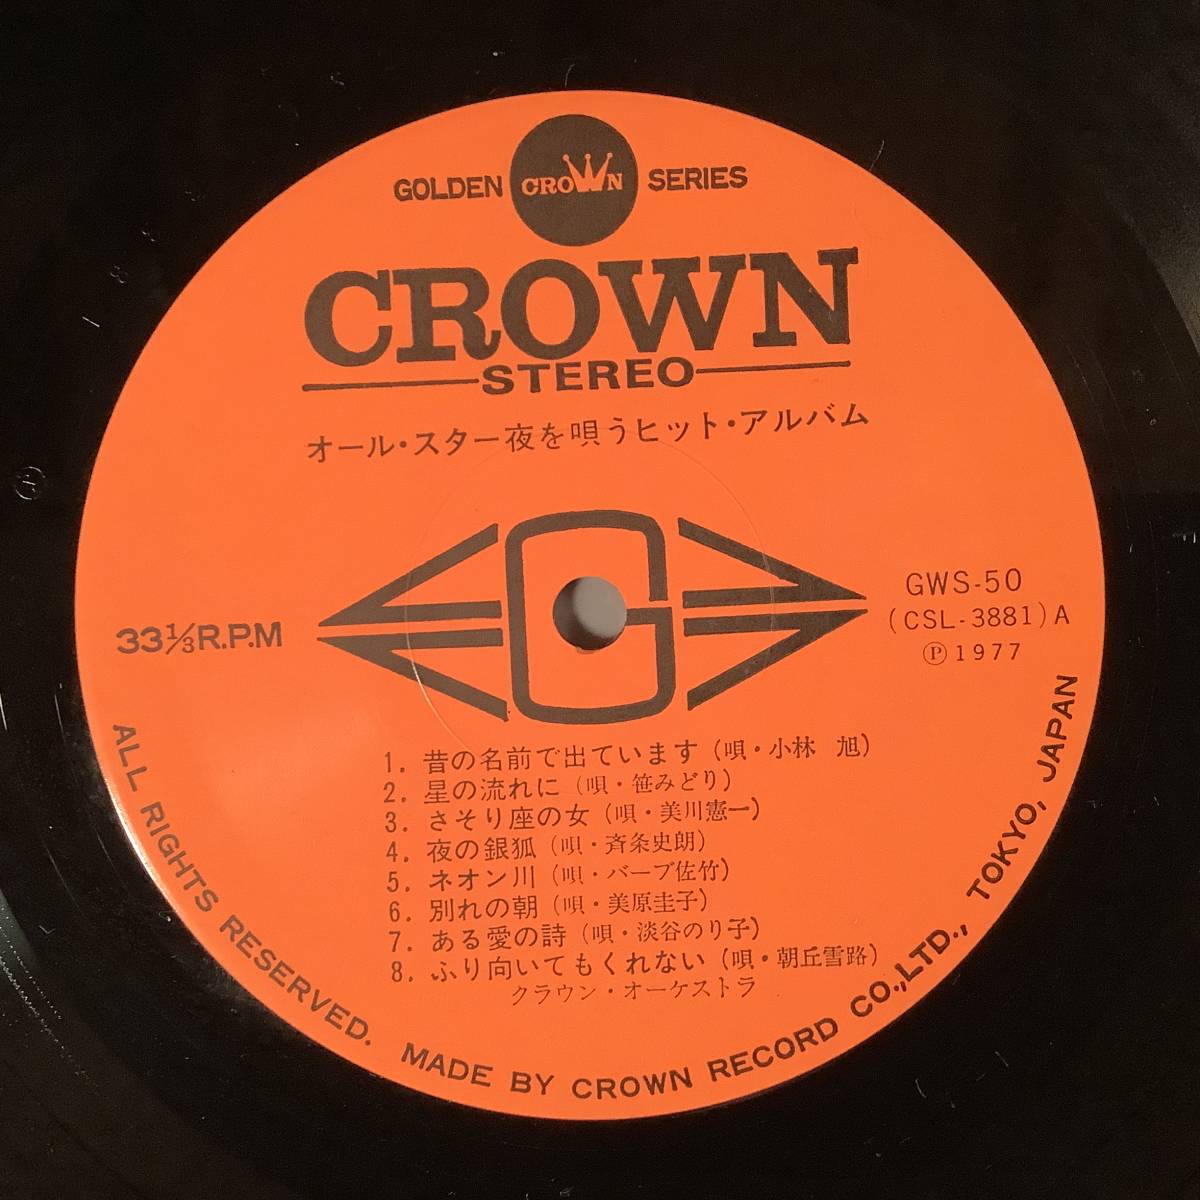 GOLDEN CROWN SERIES
CROWN
STEREO
オール・スター夜を唄うヒット・アルバム
G
GWS-50
(CSL-3881) A
Ⓟ1977
33⅓R.P.M
1. 昔の名前で出ています (唄・小林 旭)
2. 星の流れに (唄・笹みどり)
3. さそり座の女 (唄・美川憲一)
4. 夜の銀狐 (唄・斉条史朗)
5. ネオン川 (唄・バーブ佐竹)
6. 別れの朝 (唄・美原圭子)
7. ある愛の詩 (唄・淡谷のり子)
8. ふり向いてもくれない (唄・朝丘雪路)
クラウン・オーケストラ
ALL RIGHTS RESERVED. MADE BY CROWN RECORD CO.,LTD., TOKYO, JAPAN